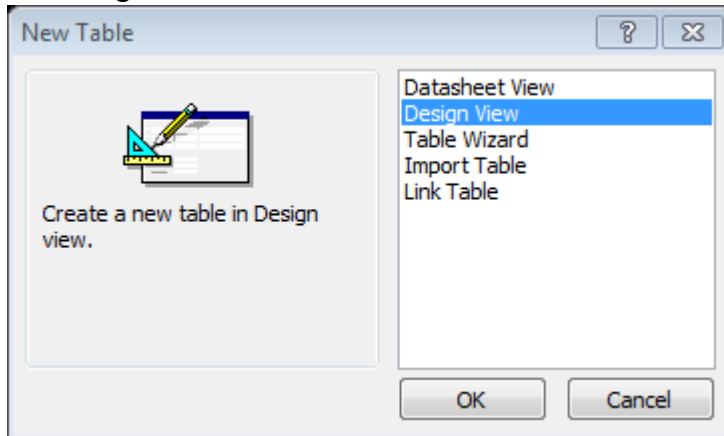 New Table
Datasheet View
Design View
Table Wizard
Import Table
Link Table
Create a new table in Design
view.
OK
Cancel